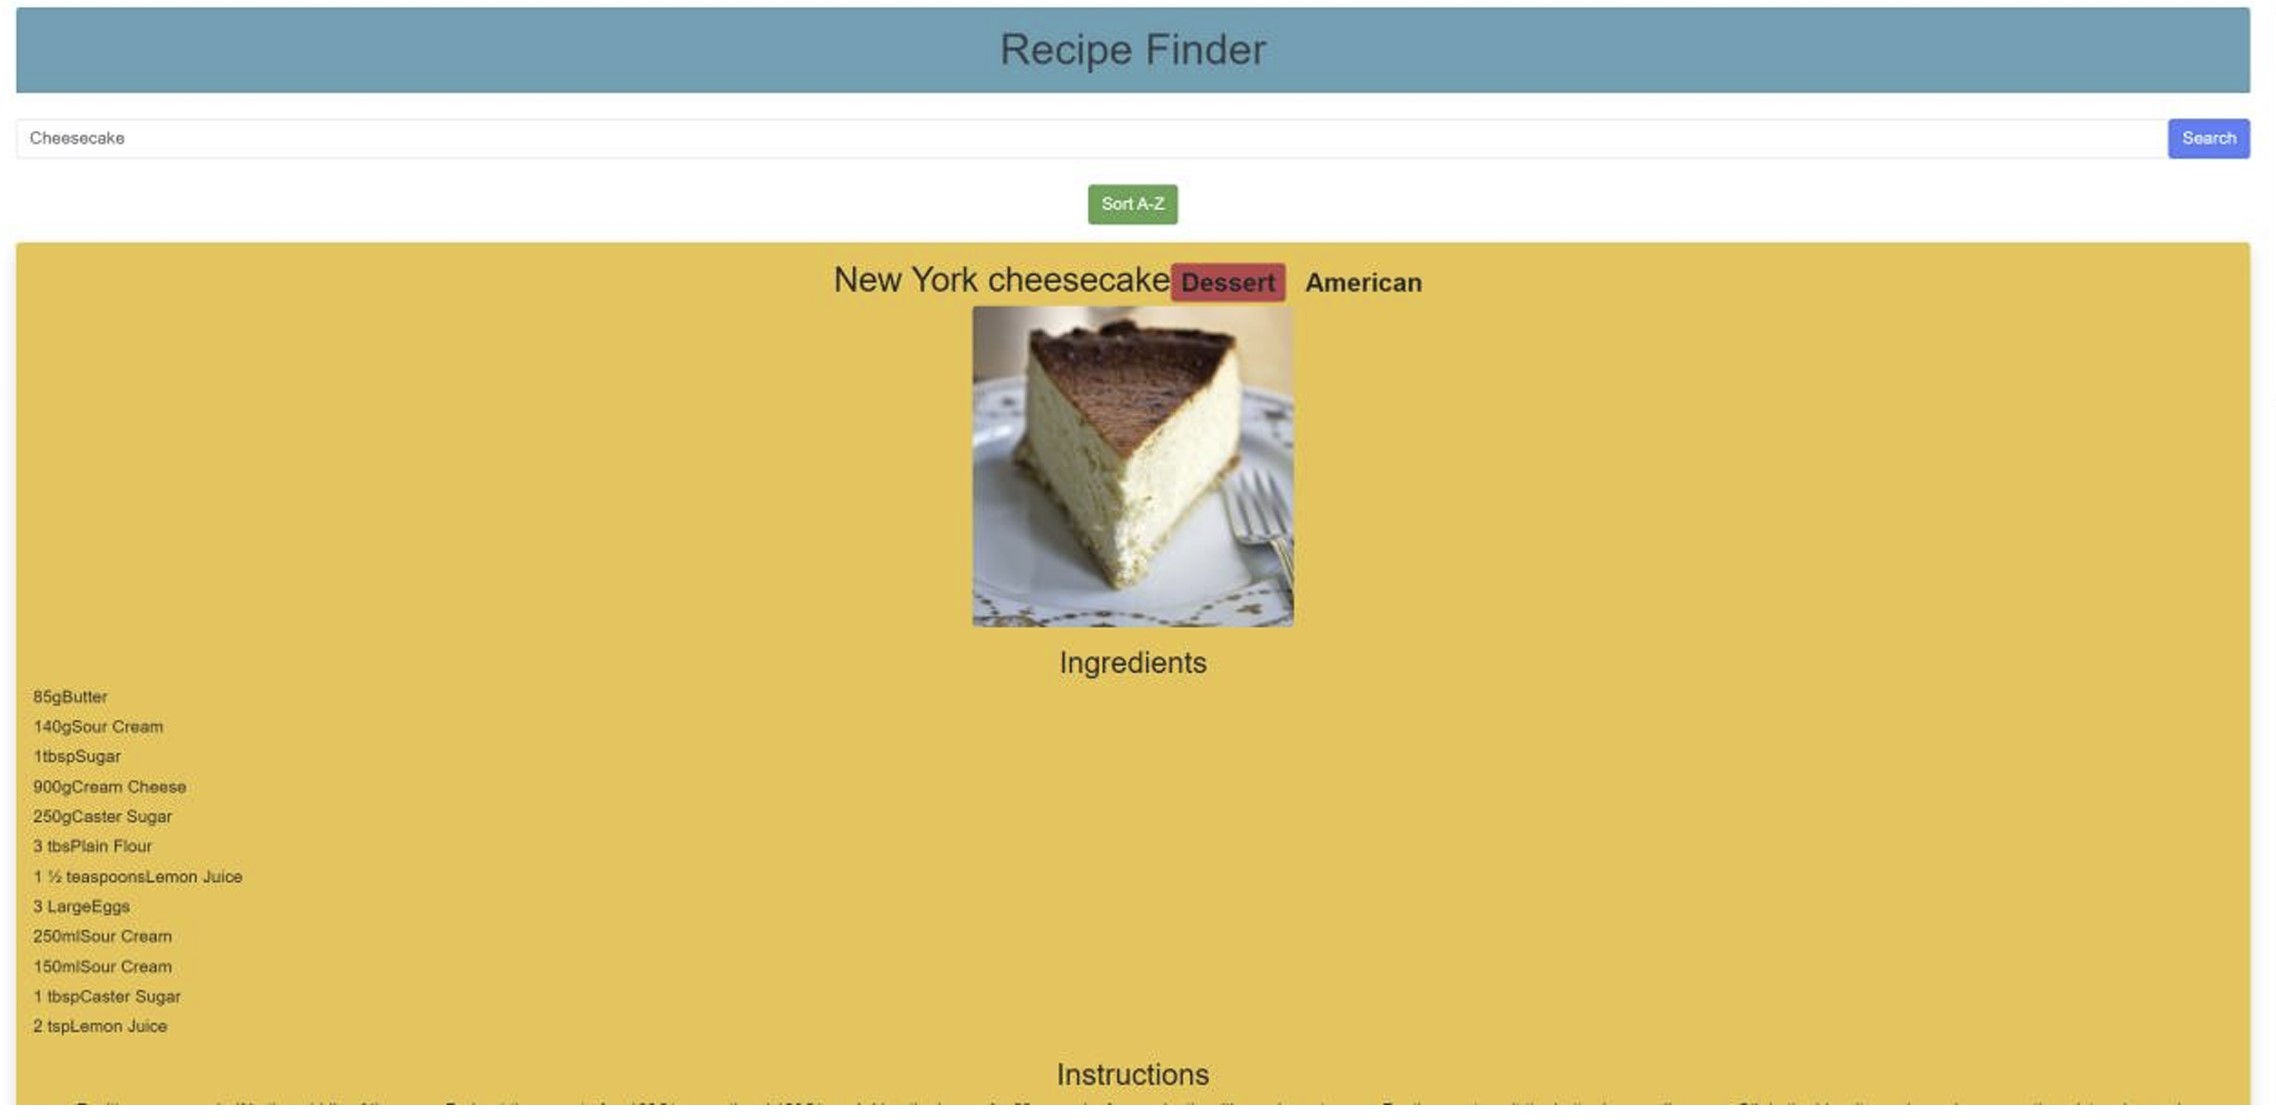 Recipe Finder
Cheesecake Search
Sort A-Z
New York cheesecake Dessert American
Ingredients
85gButter
140gSour Cream
1tbspSugar
900gCream Cheese
250gCaster Sugar
3 tbsPlain Flour
1 ½ teaspoonsLemon Juice
3 LargeEggs
250mlSour Cream
150mlSour Cream
1 tbspCaster Sugar
2 tspLemon Juice
Instructions